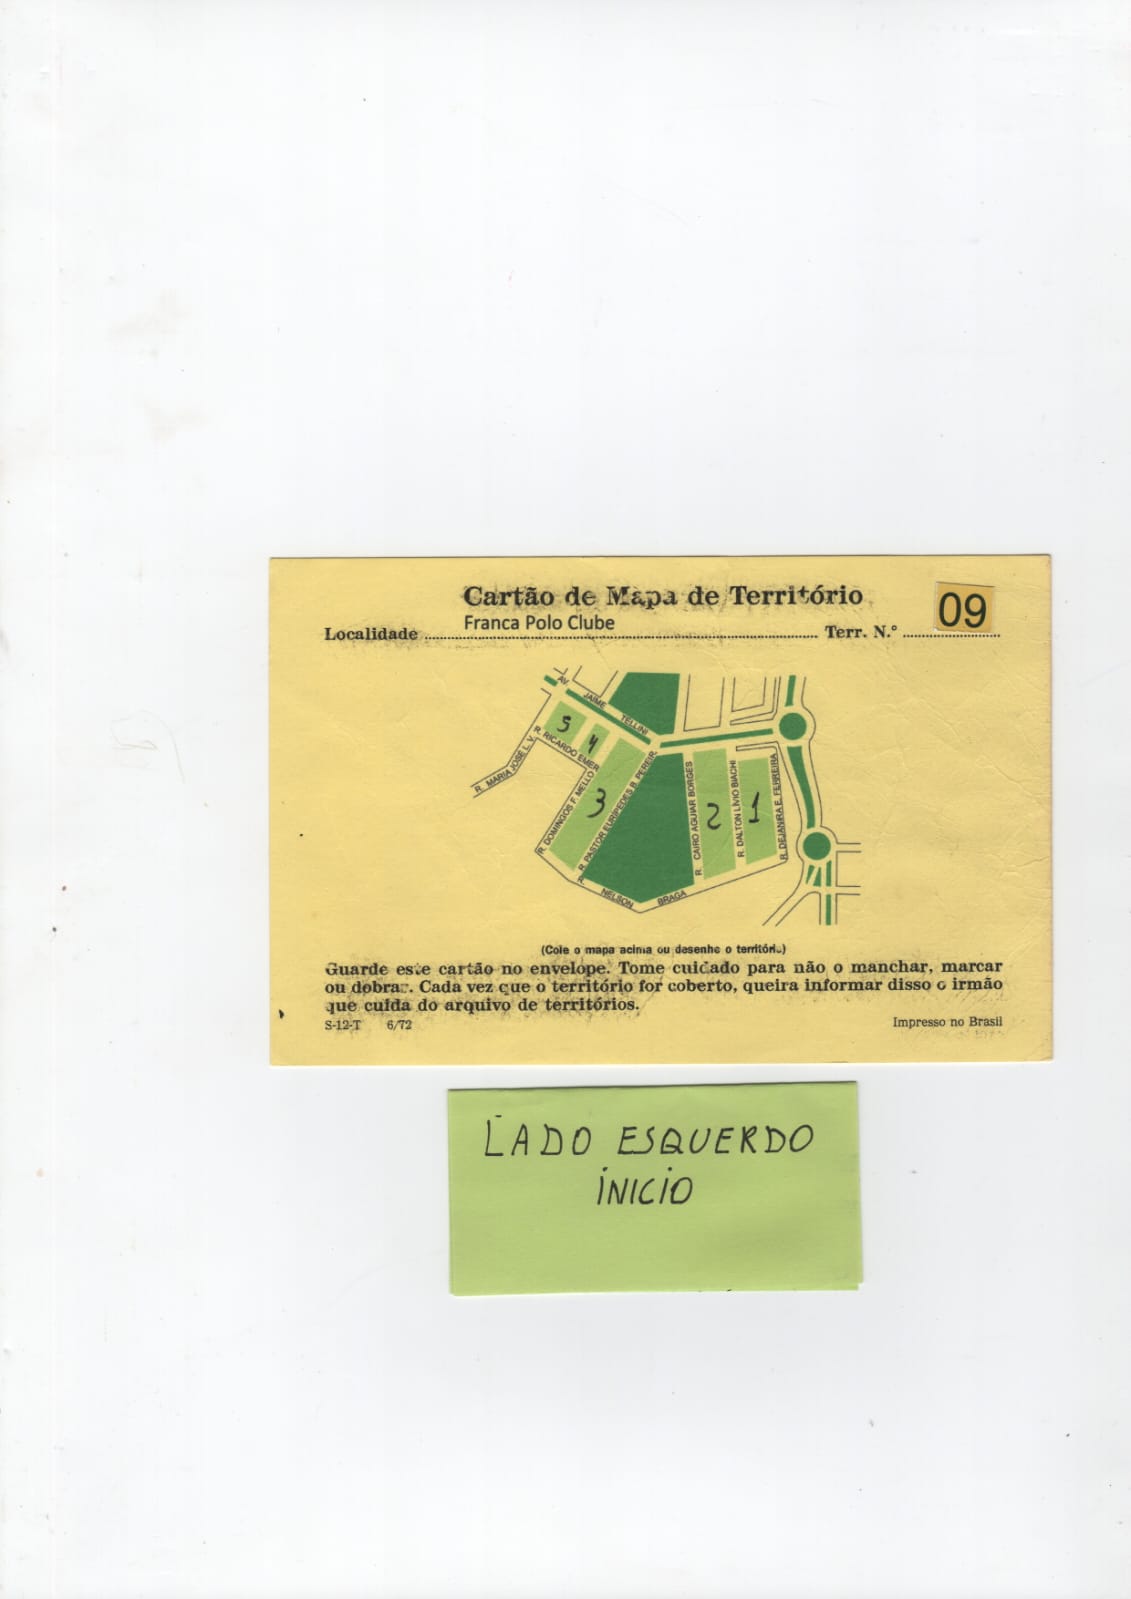 Cartão de Mapa de Território
09
Franca Polo Clube
Localidade ........ Terr. N.º ........
AV. JAIME TELLINI
5
4
R. RICARDO EMER
R. MARIA JOSÉ L. V.
3
R. DOMINGOS F. MELLO
R. PASTOR EURÍPEDES B. PEREIR.
R. CAIRO AGUIAR BORGES
2
R. DALTON LÍVIO BIACHI
1
R. DEJANIRA E. FERREIRA
R. NELSON BRAGA
(Cole o mapa acima ou desenhe o território)
Guarde este cartão no envelope. Tome cuidado para não o manchar, marcar
ou dobrar. Cada vez que o território for coberto, queira informar disso o irmão
que cuida do arquivo de territórios.
S-12-T 6/72 Impresso no Brasil
LADO ESQUERDO
INICIO